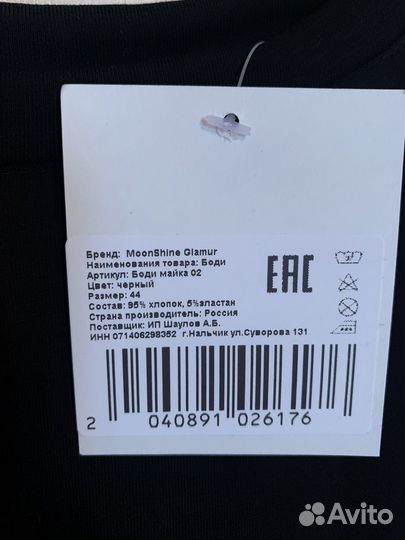 Бренд: MoonShine Glamur
Наименования товара: Боди
Артикул: Боди майка 02
Цвет: черный
Размер: 44
Состав: 95% хлопок, 5%эластан
Страна производитель: Россия
Поставщик: ИП Шаулов А.Б.
ИНН 071406298352 г.Нальчик ул.Суворова 131
EAC
2 040891 026176
Avito